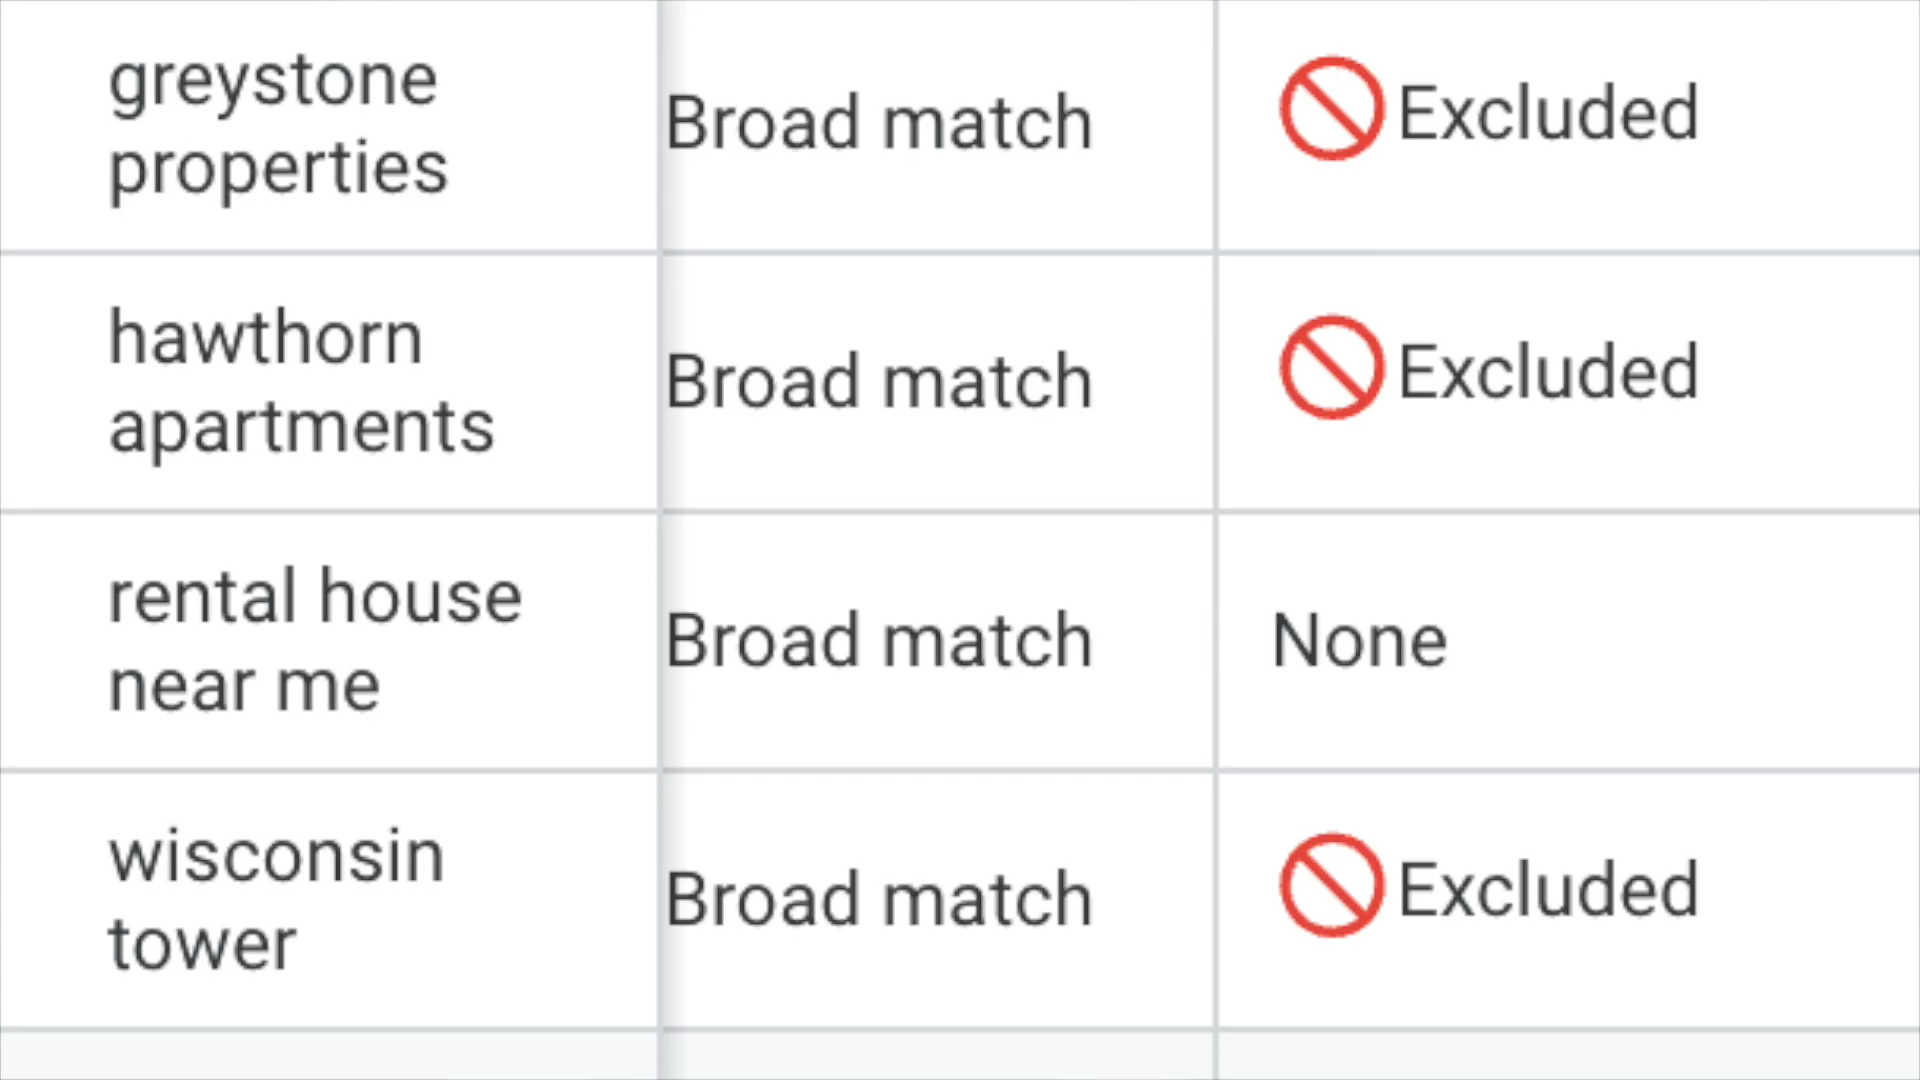 greystone
properties
Broad match
Excluded
hawthorn
apartments
Broad match
Excluded
rental house
near me
Broad match
None
wisconsin
tower
Broad match
Excluded